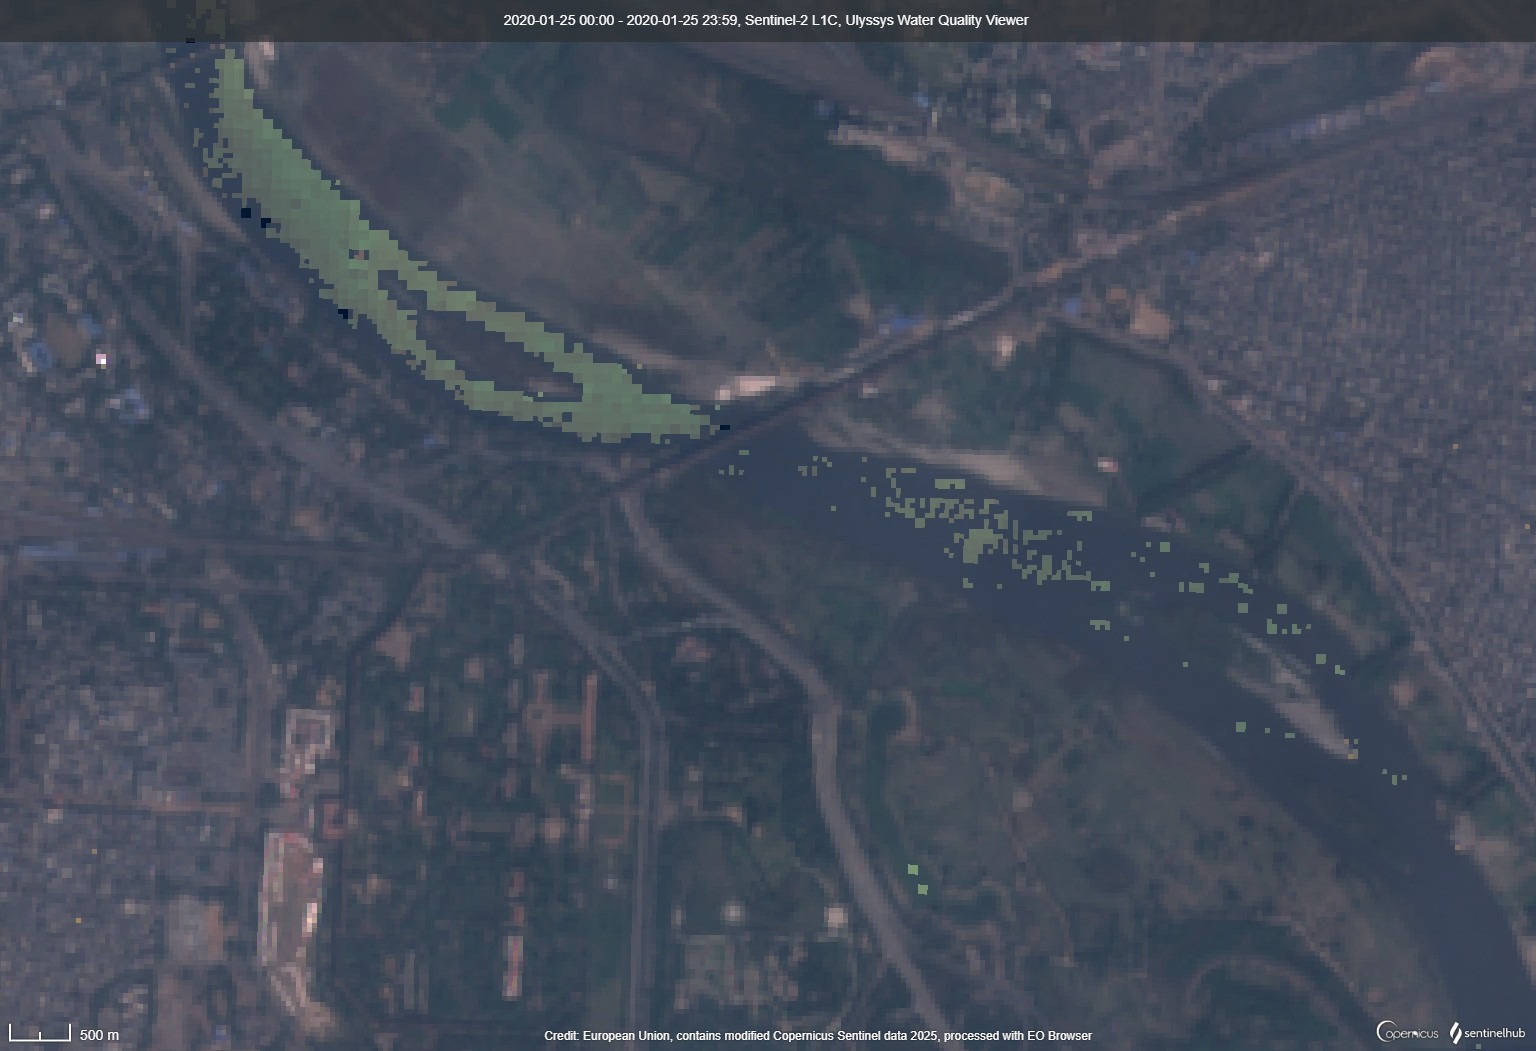 2020-01-25 00:00 - 2020-01-25 23:59, Sentinel-2 L1C, Ulyssys Water Quality Viewer
500 m
Credit: European Union, contains modified Copernicus Sentinel data 2025, processed with EO Browser
Copernicus
sentinelhub